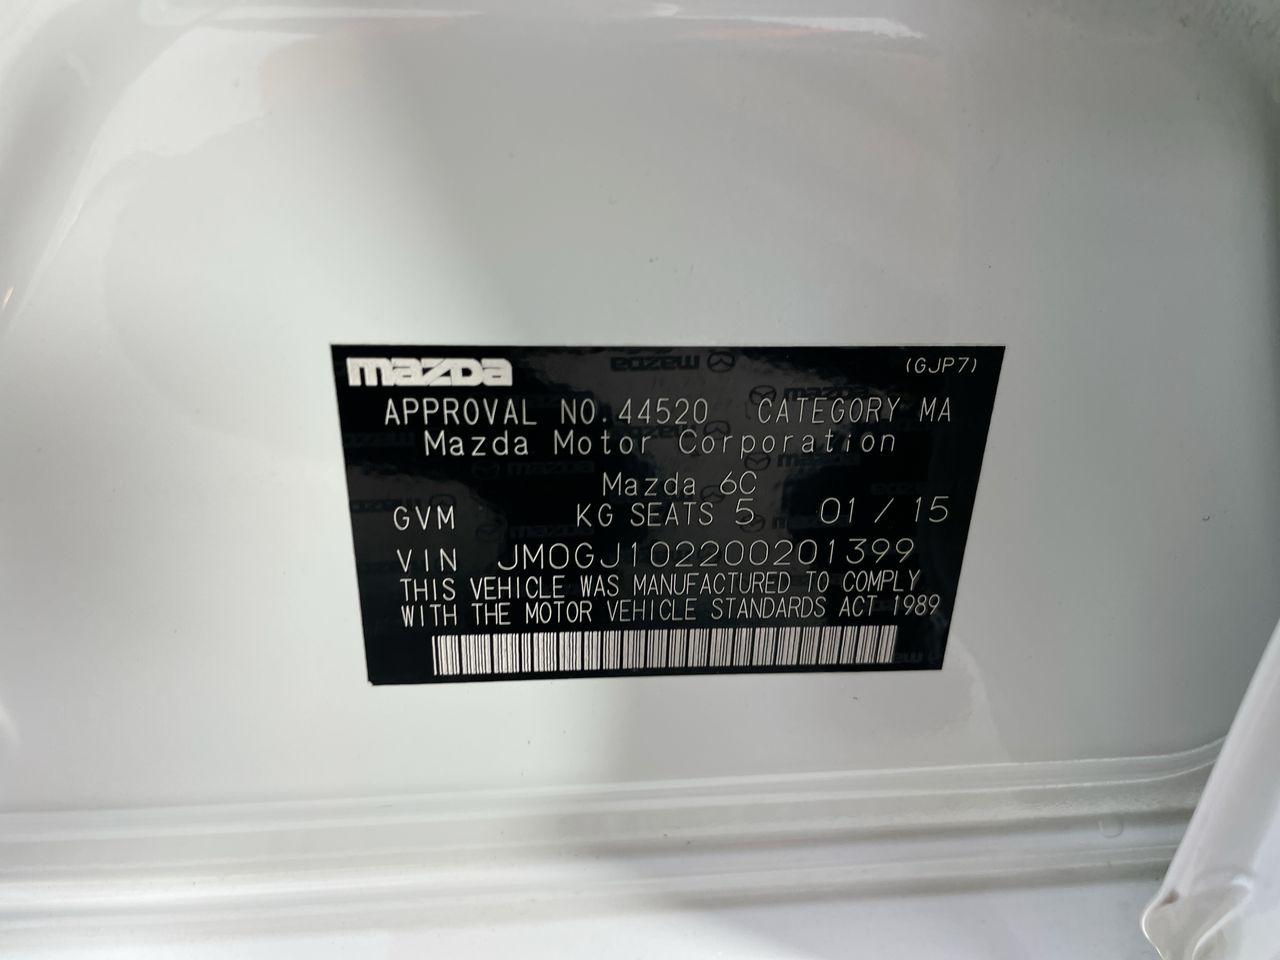 mazda (GJP7)
APPROVAL NO.44520 CATEGORY MA
Mazda Motor Corporation
Mazda 6C
GVM KG SEATS 5 01 / 15
VIN JM0GJ102200201399
THIS VEHICLE WAS MANUFACTURED TO COMPLY
WITH THE MOTOR VEHICLE STANDARDS ACT 1989